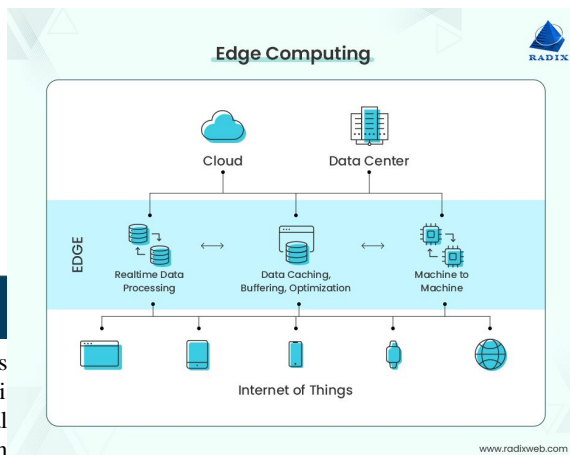 Edge Computing
RADIX
Cloud
Data Center
EDGE
Realtime Data
Processing
Data Caching,
Buffering, Optimization
Machine to
Machine
Internet of Things
www.radixweb.com